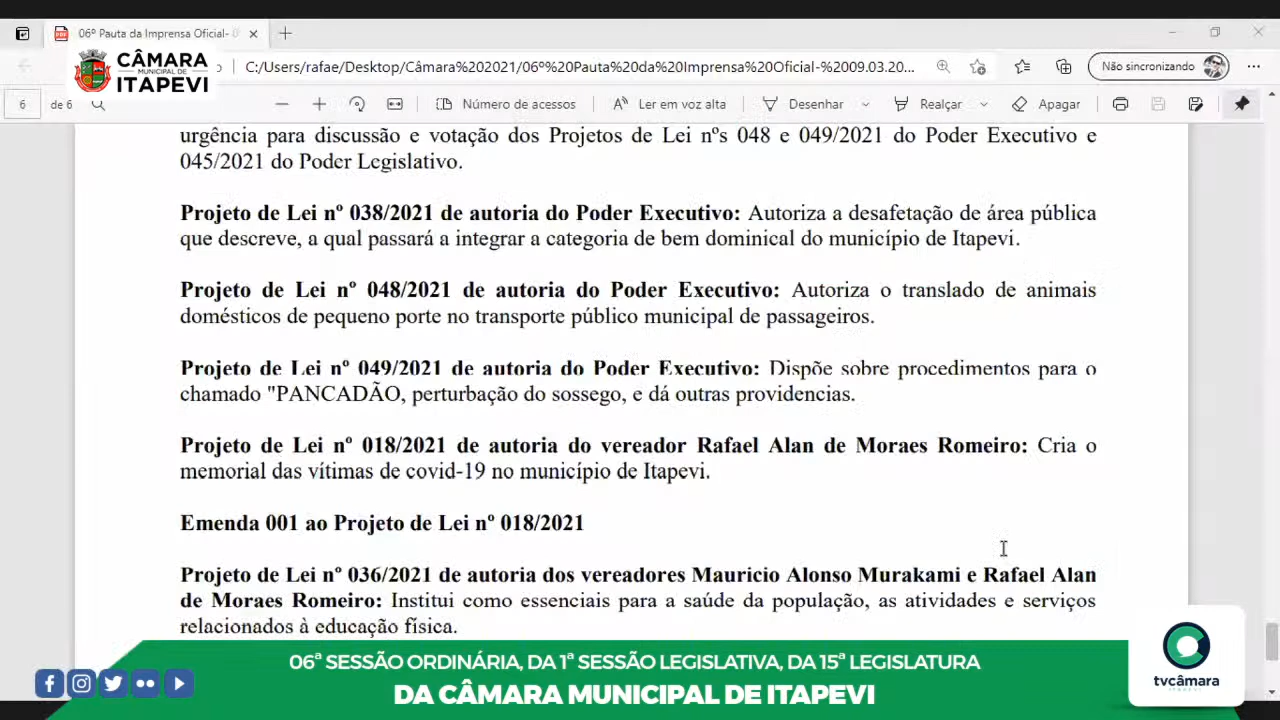 06º Pauta da Imprensa Oficial-
CÂMARA
MUNICIPAL DE
ITAPEVI
C:/Users/rafae/Desktop/Câmara%202021/06º%20Pauta%20da%20Imprensa%20Oficial-%20%2003.20...
Não sincronizando
6 de 6
Número de acessos
Ler em voz alta
Desenhar
Realçar
Apagar
urgência para discussão e votação dos Projetos de Lei nºs 048 e 049/2021 do Poder Executivo e
045/2021 do Poder Legislativo.
Projeto de Lei nº 038/2021 de autoria do Poder Executivo: Autoriza a desafetação de área pública
que descreve, a qual passará a integrar a categoria de bem dominical do município de Itapevi.
Projeto de Lei nº 048/2021 de autoria do Poder Executivo: Autoriza o translado de animais
domésticos de pequeno porte no transporte público municipal de passageiros.
Projeto de Lei nº 049/2021 de autoria do Poder Executivo: Dispõe sobre procedimentos para o
chamado "PANCADÃO, perturbação do sossego, e dá outras providencias.
Projeto de Lei nº 018/2021 de autoria do vereador Rafael Alan de Moraes Romeiro: Cria o
memorial das vítimas de covid-19 no município de Itapevi.
Emenda 001 ao Projeto de Lei nº 018/2021
Projeto de Lei nº 036/2021 de autoria dos vereadores Mauricio Alonso Murakami e Rafael Alan
de Moraes Romeiro: Institui como essenciais para a saúde da população, as atividades e serviços
relacionados à educação física.
06ª SESSÃO ORDINÁRIA, DA 1ª SESSÃO LEGISLATIVA, DA 15ª LEGISLATURA
DA CÂMARA MUNICIPAL DE ITAPEVI
tvcâmara
ITAPEVI